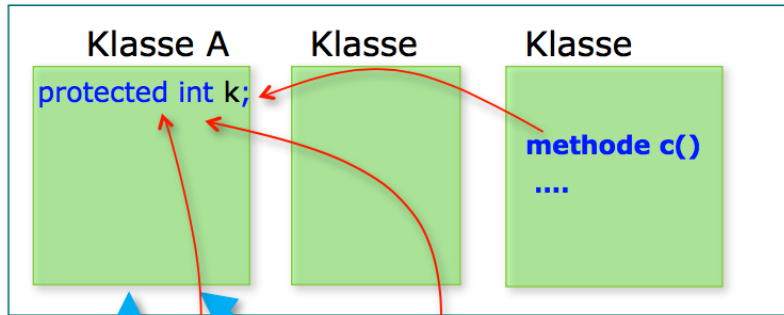 Klasse A
Klasse
Klasse
protected int k;
methode c()
....